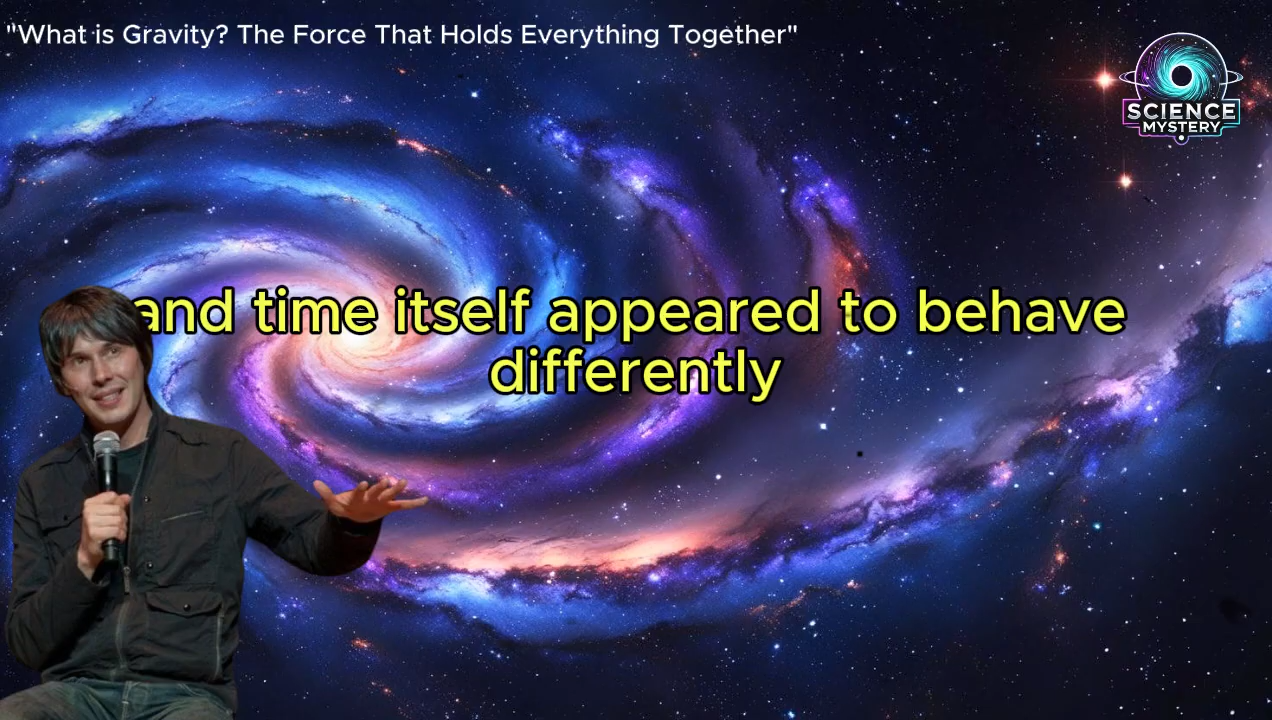 "What is Gravity? The Force That Holds Everything Together"
SCIENCE
MYSTERY
and time itself appeared to behave
differently